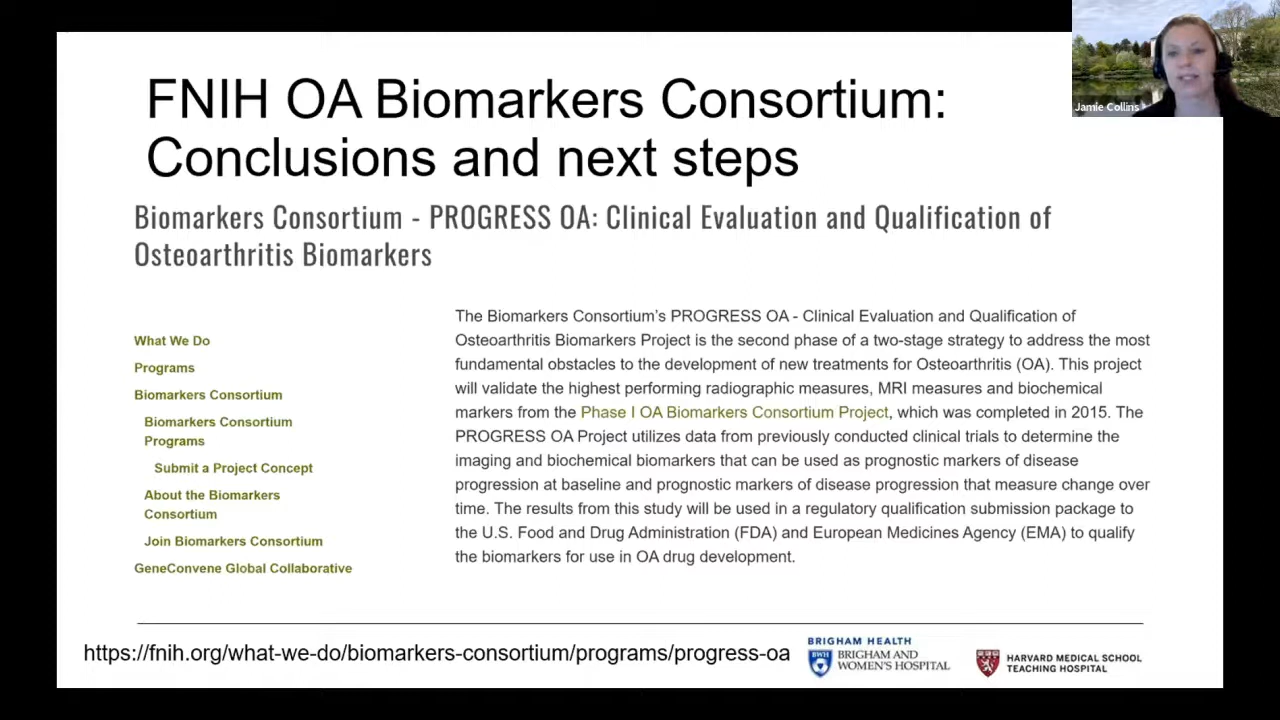 FNIH OA Biomarkers Consortium:
Conclusions and next steps
Jamie Collins
Biomarkers Consortium - PROGRESS OA: Clinical Evaluation and Qualification of
Osteoarthritis Biomarkers
What We Do
Programs
Biomarkers Consortium
Biomarkers Consortium
Programs
Submit a Project Concept
About the Biomarkers
Consortium
Join Biomarkers Consortium
GeneConvene Global Collaborative
The Biomarkers Consortium's PROGRESS OA - Clinical Evaluation and Qualification of
Osteoarthritis Biomarkers Project is the second phase of a two-stage strategy to address the most
fundamental obstacles to the development of new treatments for Osteoarthritis (OA). This project
will validate the highest performing radiographic measures, MRI measures and biochemical
markers from the Phase I OA Biomarkers Consortium Project, which was completed in 2015. The
PROGRESS OA Project utilizes data from previously conducted clinical trials to determine the
imaging and biochemical biomarkers that can be used as prognostic markers of disease
progression at baseline and prognostic markers of disease progression that measure change over
time. The results from this study will be used in a regulatory qualification submission package to
the U.S. Food and Drug Administration (FDA) and European Medicines Agency (EMA) to qualify
the biomarkers for use in OA drug development.
https://fnih.org/what-we-do/biomarkers-consortium/programs/progress-oa
BRIGHAM HEALTH
BWH
BRIGHAM AND
WOMEN'S HOSPITAL
HARVARD MEDICAL SCHOOL
TEACHING HOSPITAL